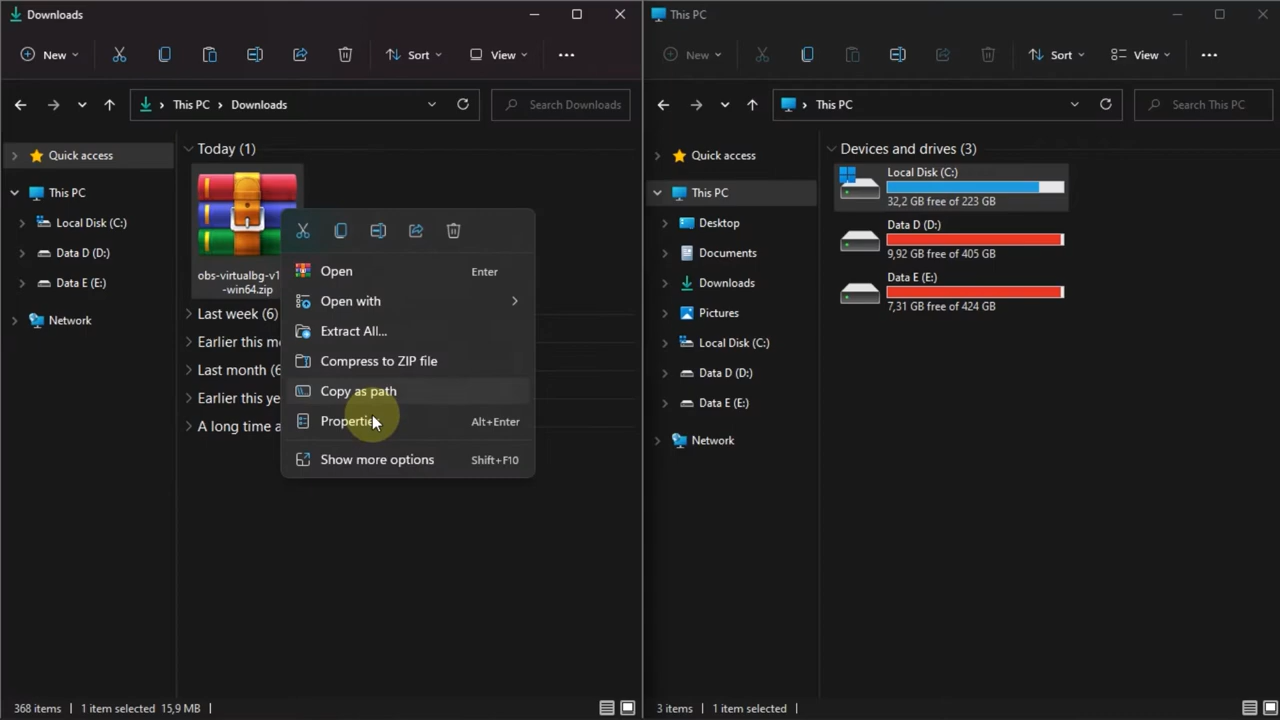 Downloads
New
Sort
View
This PC
Downloads
Search Downloads
Quick access
This PC
Local Disk (C:)
Data D (D:)
Data E (E:)
Network
Today (1)
obs-virtualbg-v1
-win64.zip
Last week (6)
Earlier this mo
Last month (6
Earlier this ye
A long time a
Open Enter
Open with
Extract All...
Compress to ZIP file
Copy as path
Properties Alt+Enter
Show more options Shift+F10
368 items
1 item selected 15,9 MB
This PC
New
Sort
View
This PC
Search This PC
Quick access
This PC
Desktop
Documents
Downloads
Pictures
Local Disk (C:)
Data D (D:)
Data E (E:)
Network
Devices and drives (3)
Local Disk (C:)
32,2 GB free of 223 GB
Data D (D:)
9,92 GB free of 405 GB
Data E (E:)
7,31 GB free of 424 GB
3 items
1 item selected